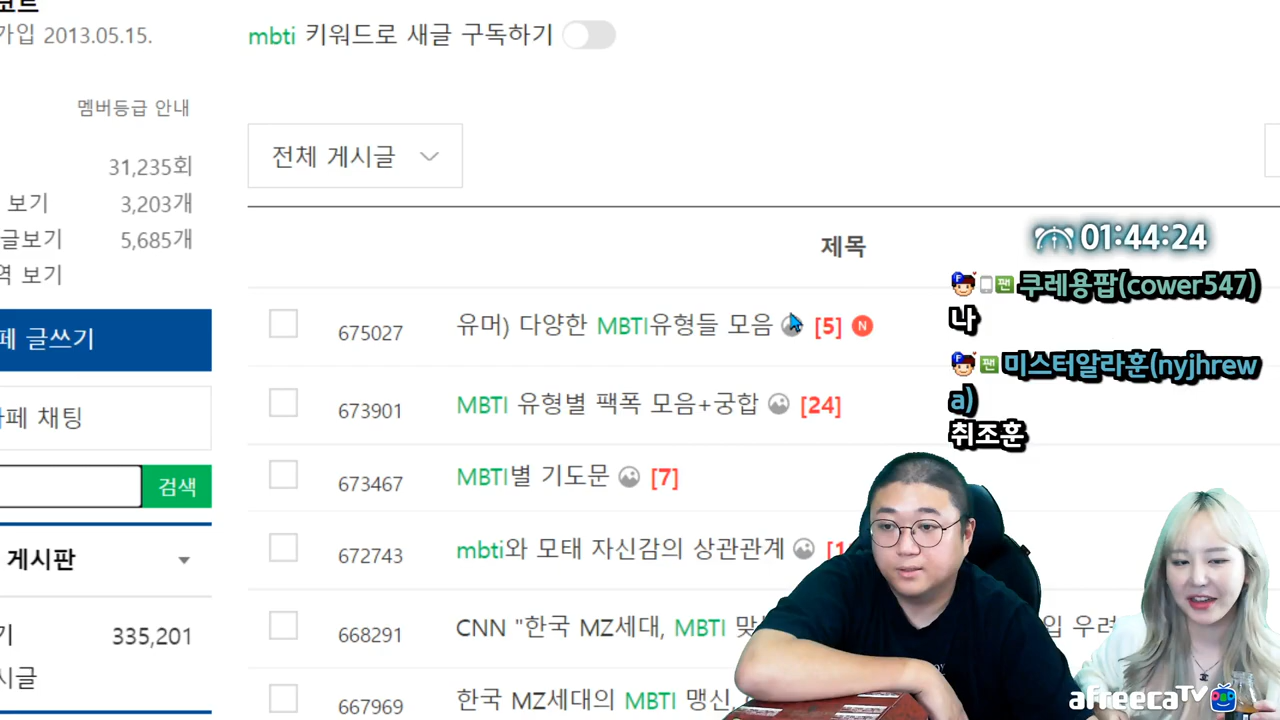 가입 2013.05.15.
mbti 키워드로 새글 구독하기
멤버등급 안내
31,235회
보기 3,203개
글보기 5,685개
보기
전체 게시글
제목
01:44:24
쿠레용팝(cower547)
나
미스터알라훈(nyjhrew
a)
취조훈
글쓰기
채팅
검색
게시판
335,201
675027 유머) 다양한 MBTI유형들 모음 [5] N
673901 MBTI 유형별 팩폭 모음+궁합 [24]
673467 MBTI별 기도문 [7]
672743 mbti와 모태 자신감의 상관관계
668291 CNN "한국 MZ세대, MBTI
667969 한국 MZ세대의 MBTI 맹신
afreecaTV